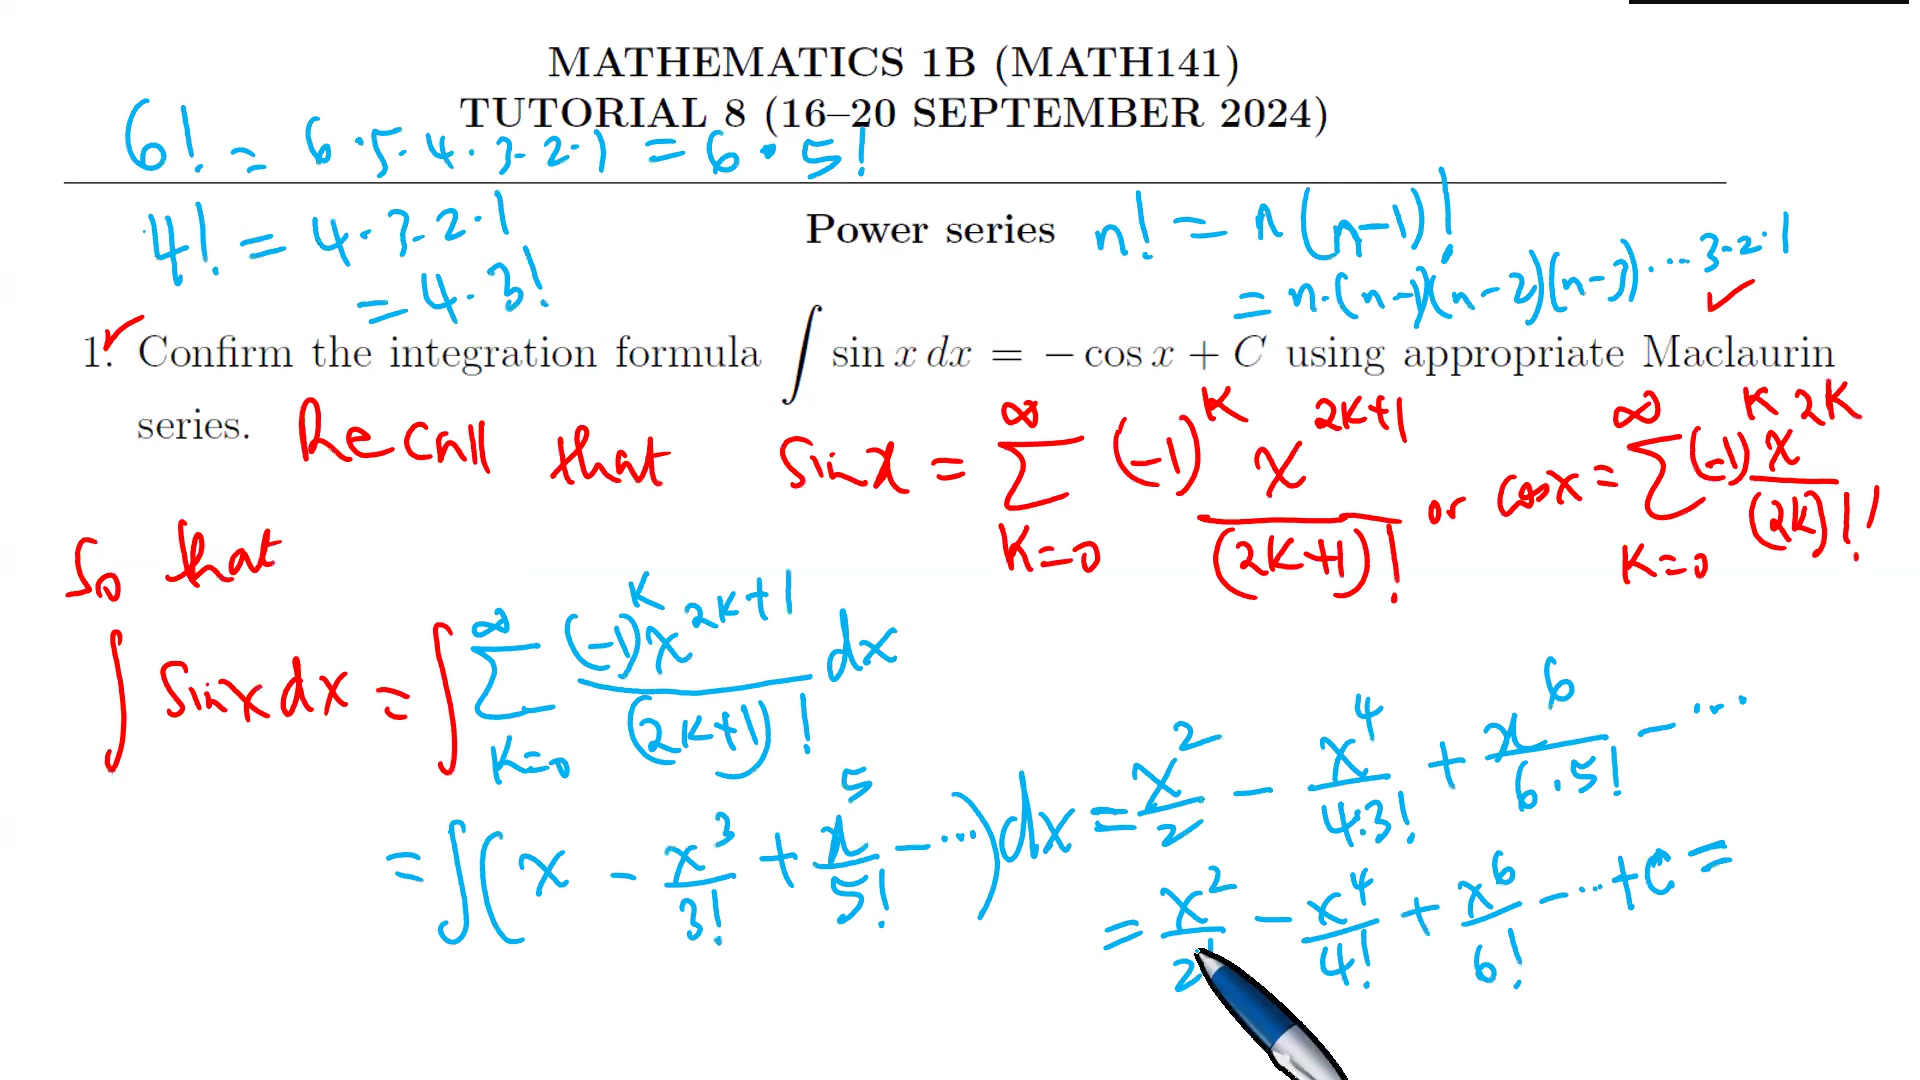 MATHEMATICS 1B (MATH141)
TUTORIAL 8 (16–20 SEPTEMBER 2024)
6! = 6·5·4·3·2·1 = 6·5!
4! = 4·3·2·1
= 4·3!
Power series
n! = n(n-1)!
= n·(n-1)(n-2)(n-3)·...3·2·1
1. Confirm the integration formula ∫ sin x dx = − cos x + C using appropriate Maclaurin
series.
Recall that sinx = ∑_{K=0}^{∞} (-1)^K x^{2K+1}/(2K+1)! or cosx = ∑_{K=0}^{∞} (-1)^K x^{2K}/(2K)!
So that
∫ sinx dx = ∫ ∑_{K=0}^{∞} (-1)^K x^{2K+1}/(2K+1)! dx
= ∫(x - x^3/3! + x^5/5! - ...)dx = x^2/2 - x^4/4·3! + x^6/6·5! - ...
= x^2/2! - x^4/4! + x^6/6! - ... + C =